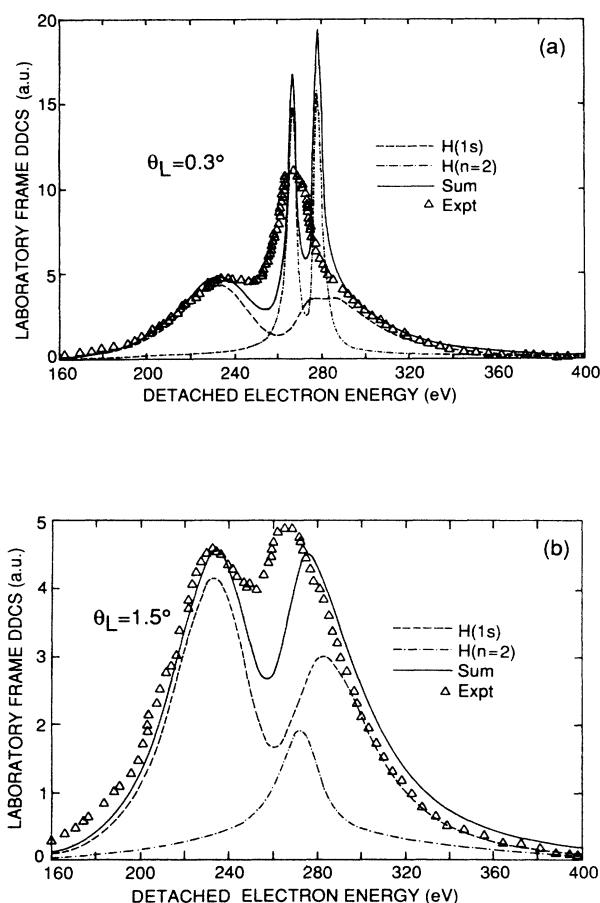 (a)
θL=0.3°
H(1s)
H(n=2)
Sum
Expt
LABORATORY FRAME DDCS (a.u.)
20
15
10
5
0
160 200 240 280 320 360 400
DETACHED ELECTRON ENERGY (eV)
(b)
θL=1.5°
H(1s)
H(n=2)
Sum
Expt
LABORATORY FRAME DDCS (a.u.)
5
4
3
2
1
0
160 200 240 280 320 360 400
DETACHED ELECTRON ENERGY (eV)